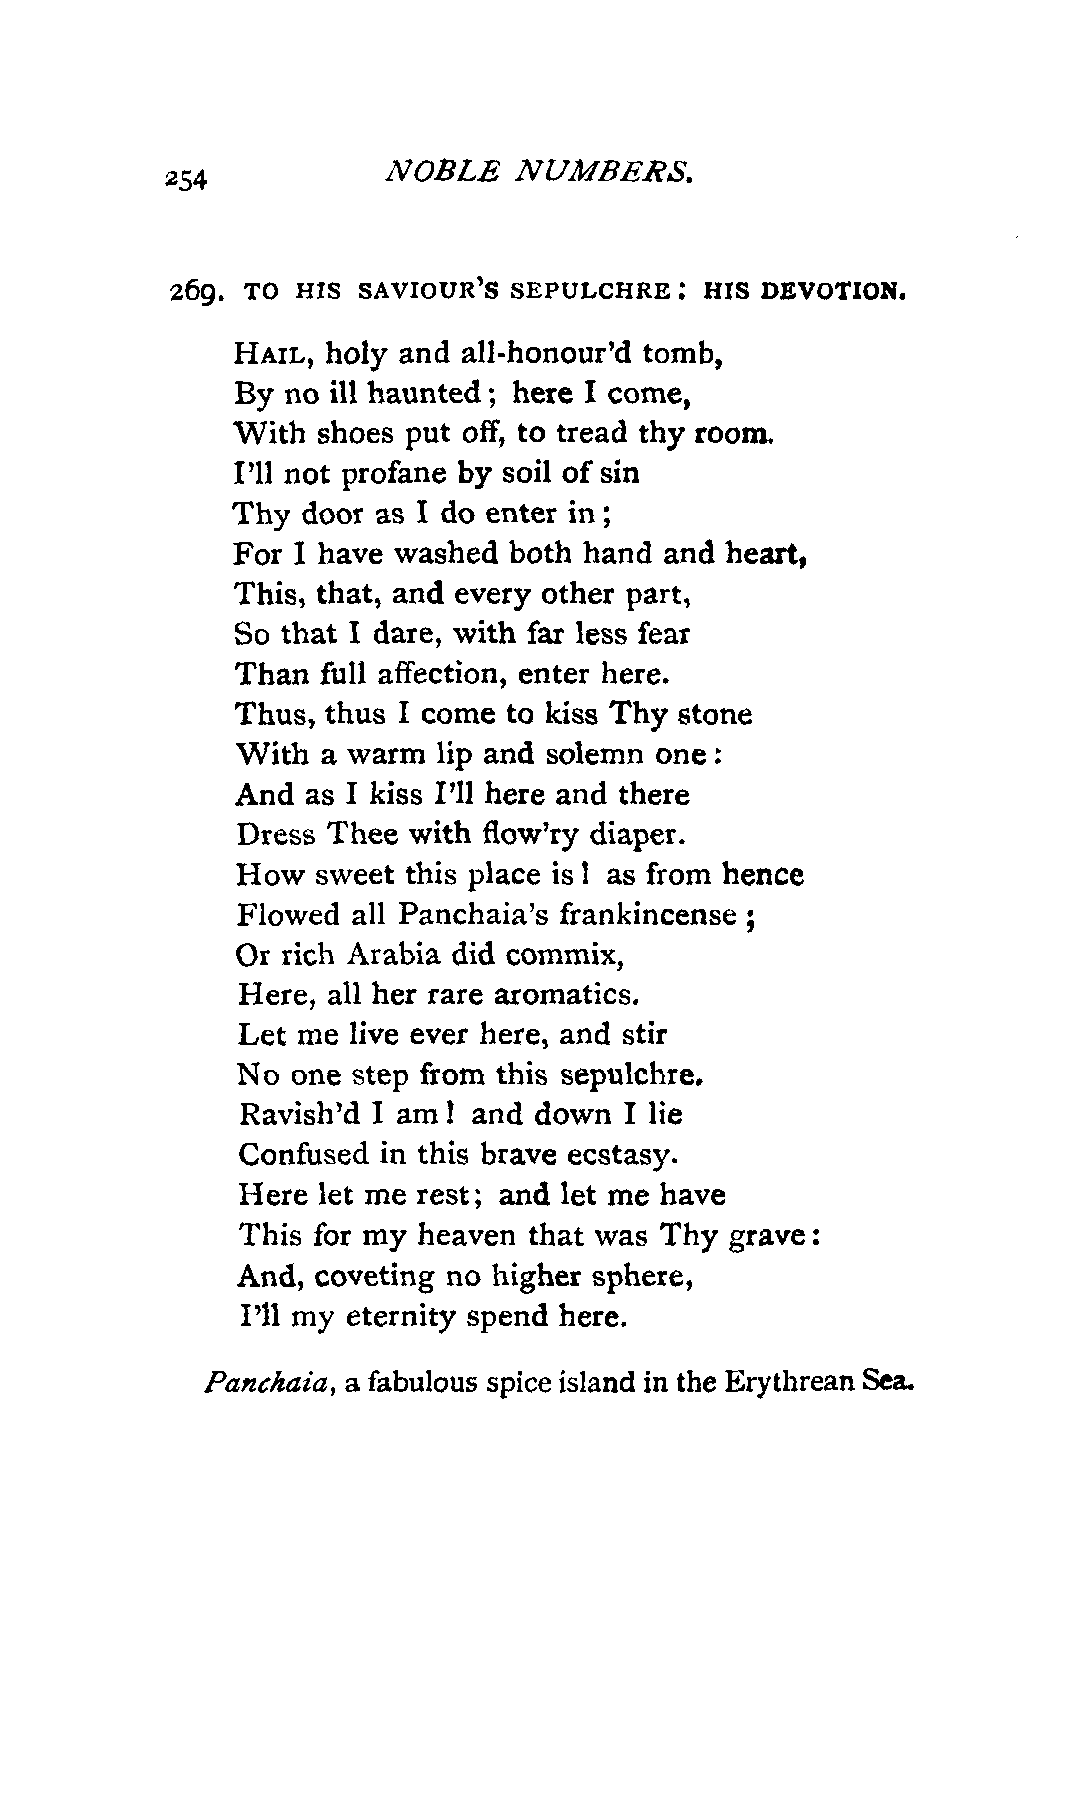 254 NOBLE NUMBERS.
269. TO HIS SAVIOUR'S SEPULCHRE: HIS DEVOTION.
HAIL, holy and all-honour'd tomb,
By no ill haunted; here I come,
With shoes put off, to tread thy room.
I'll not profane by soil of sin
Thy door as I do enter in;
For I have washed both hand and heart,
This, that, and every other part,
So that I dare, with far less fear
Than full affection, enter here.
Thus, thus I come to kiss Thy stone
With a warm lip and solemn one:
And as I kiss I'll here and there
Dress Thee with flow'ry diaper.
How sweet this place is! as from hence
Flowed all Panchaia's frankincense;
Or rich Arabia did commix,
Here, all her rare aromatics.
Let me live ever here, and stir
No one step from this sepulchre.
Ravish'd I am! and down I lie
Confused in this brave ecstasy.
Here let me rest; and let me have
This for my heaven that was Thy grave:
And, coveting no higher sphere,
I'll my eternity spend here.
Panchaia, a fabulous spice island in the Erythrean Sea.